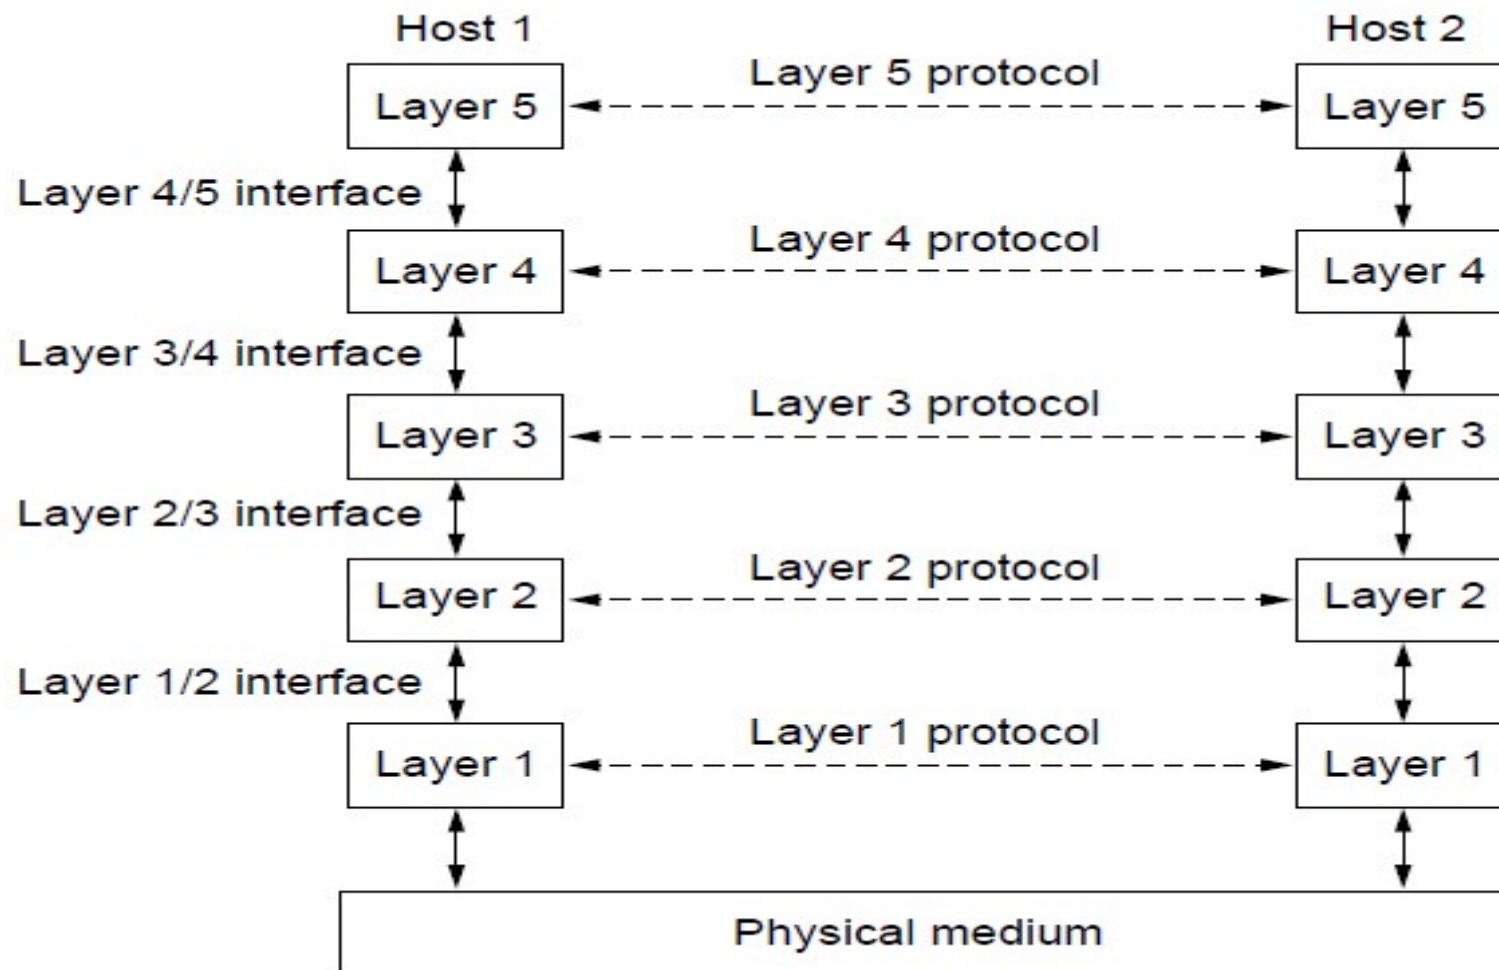 Host 1
Host 2
Layer 5 protocol
Layer 5
Layer 5
Layer 4/5 interface
Layer 4 protocol
Layer 4
Layer 4
Layer 3/4 interface
Layer 3 protocol
Layer 3
Layer 3
Layer 2/3 interface
Layer 2 protocol
Layer 2
Layer 2
Layer 1/2 interface
Layer 1 protocol
Layer 1
Layer 1
Physical medium